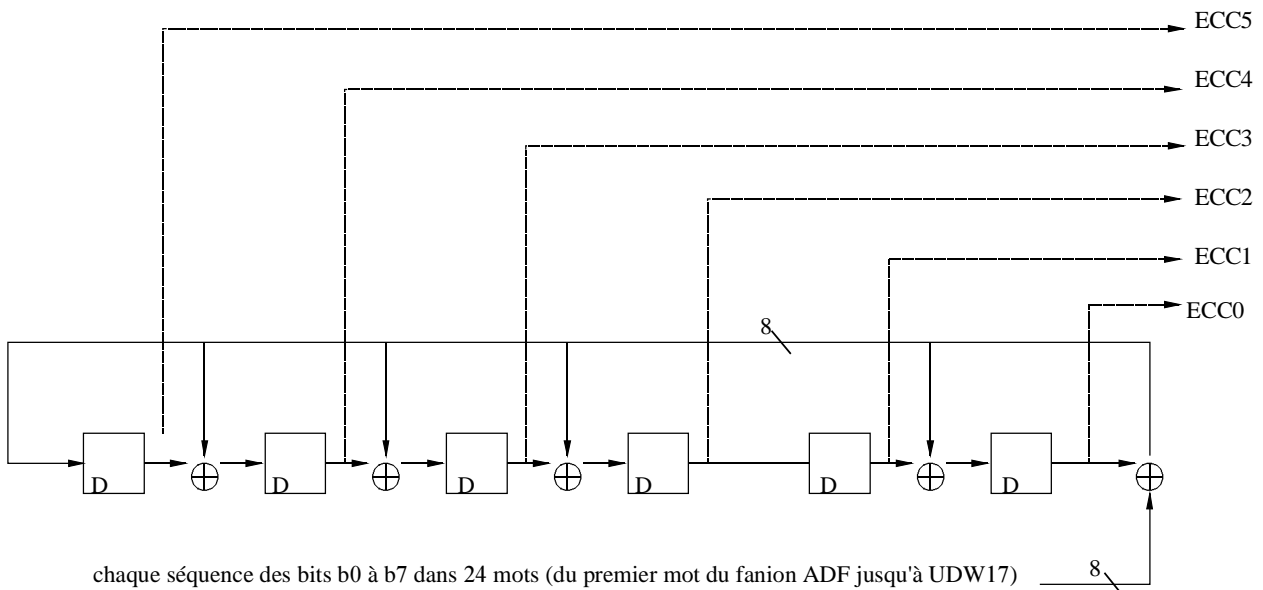 ECC5
ECC4
ECC3
ECC2
ECC1
ECC0
8
D
D
D
D
D
D
chaque séquence des bits b0 à b7 dans 24 mots (du premier mot du fanion ADF jusqu'à UDW17)
8